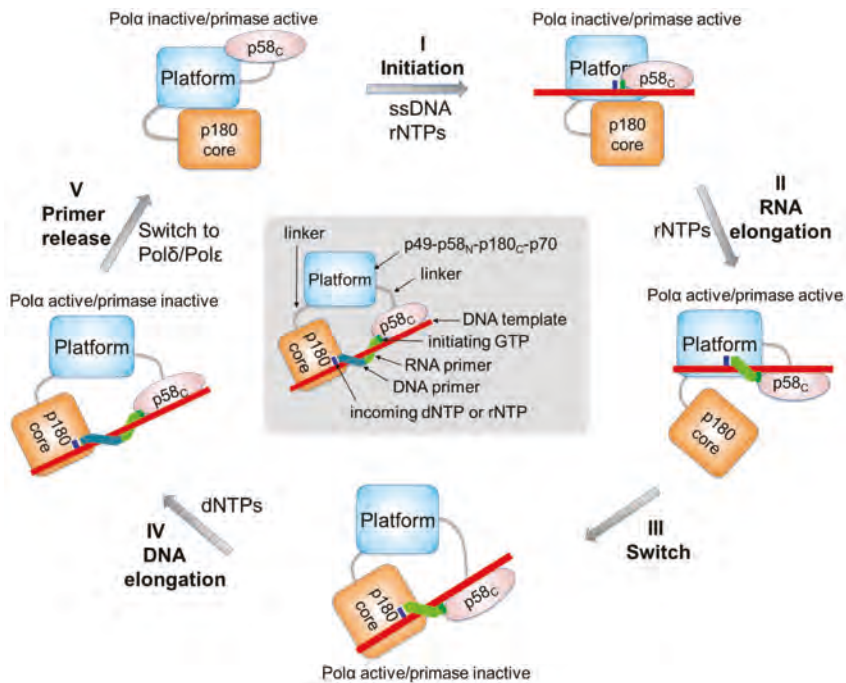 Polα inactive/primase active
p58C
Platform
p180
core
I
Initiation
ssDNA
rNTPs
Polα inactive/primase active
Platform
p58C
p180
core
II
RNA
elongation
rNTPs
Polα active/primase active
Platform
p58C
p180
core
III
Switch
Platform
p180
core
p58C
Polα active/primase inactive
IV
DNA
elongation
dNTPs
Polα active/primase inactive
Platform
p58C
p180
core
V
Primer
release
Switch to
Polδ/Polε
linker
p49-p58N-p180C-p70
Platform
linker
p58C
p180
core
DNA template
initiating GTP
RNA primer
DNA primer
incoming dNTP or rNTP